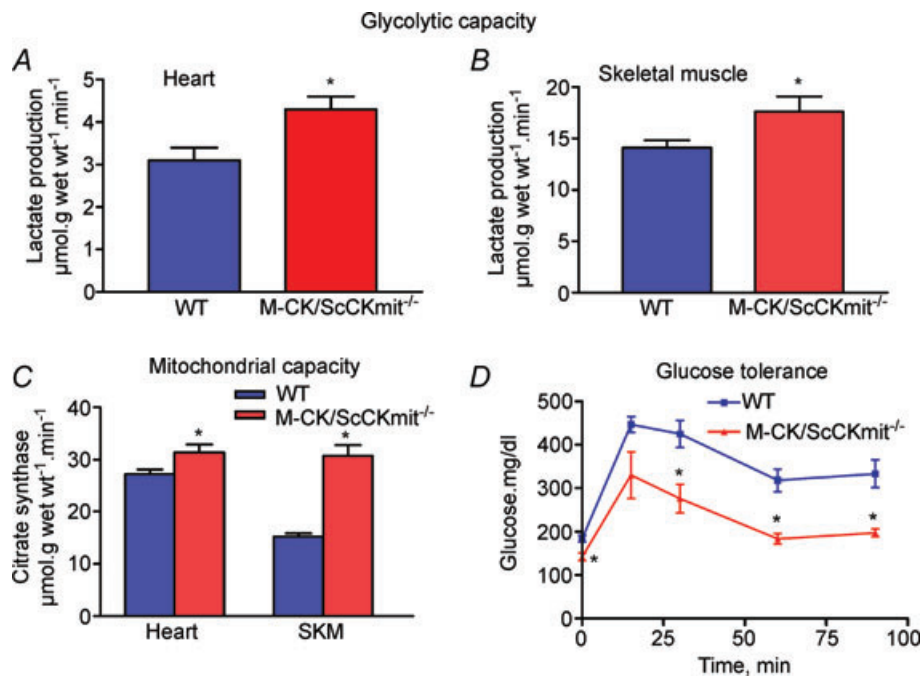 Glycolytic capacity
A
Heart
Lactate production
µmol.g wet wt⁻¹.min⁻¹
5
4
3
2
1
0
*
WT
M-CK/ScCKmit⁻/⁻
B
Skeletal muscle
Lactate production
µmol.g wet wt⁻¹.min⁻¹
20
15
10
5
0
*
WT
M-CK/ScCKmit⁻/⁻
C
Mitochondrial capacity
WT
M-CK/ScCKmit⁻/⁻
Citrate synthase
µmol.g wet wt⁻¹.min⁻¹
40
30
20
10
0
*
*
Heart
SKM
D
Glucose tolerance
WT
M-CK/ScCKmit⁻/⁻
Glucose.mg/dl
500
400
300
200
100
0
*
*
*
*
0
25
50
75
100
Time, min